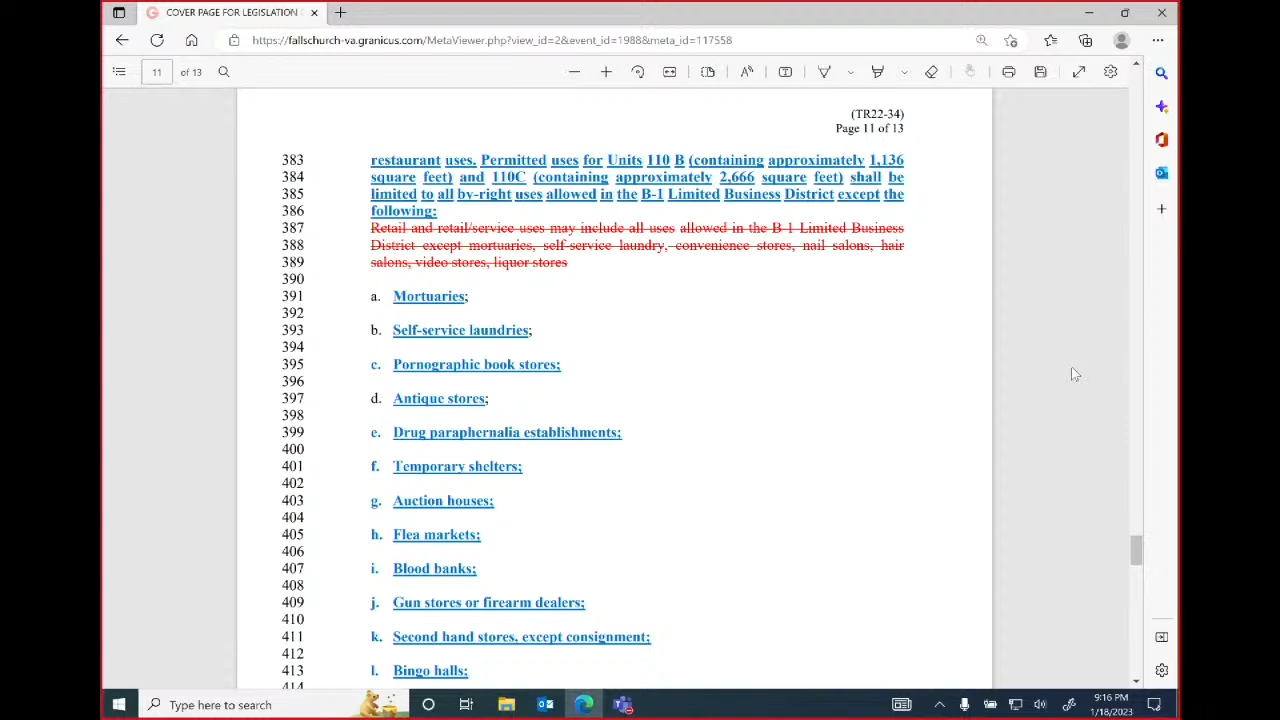 COVER PAGE FOR LEGISLATION
https://fallschurch-va.granicus.com/MetaViewer.php?view_id=2&event_id=1988&meta_id=117558
11 of 13
(TR22-34)
Page 11 of 13
383 restaurant uses. Permitted uses for Units 110 B (containing approximately 1,136
384 square feet) and 110C (containing approximately 2,666 square feet) shall be
385 limited to all by-right uses allowed in the B-1 Limited Business District except the
386 following:
387 Retail and retail/service uses may include all uses allowed in the B-1 Limited Business
388 District except mortuaries, self-service laundry, convenience stores, nail salons, hair
389 salons, video stores, liquor stores
390
391 a. Mortuaries;
392
393 b. Self-service laundries;
394
395 c. Pornographic book stores;
396
397 d. Antique stores;
398
399 e. Drug paraphernalia establishments;
400
401 f. Temporary shelters;
402
403 g. Auction houses;
404
405 h. Flea markets;
406
407 i. Blood banks;
408
409 j. Gun stores or firearm dealers;
410
411 k. Second hand stores, except consignment;
412
413 l. Bingo halls;
414
Type here to search
9:16 PM
1/18/2023